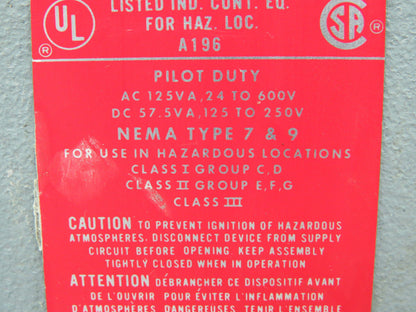 LISTED IND. CONT. EQ.
FOR HAZ. LOC.
A196
UL
®
SA
®
PILOT DUTY
AC 125VA, 24 TO 600V
DC 57.5VA, 125 TO 250V
NEMA TYPE 7 & 9
FOR USE IN HAZARDOUS LOCATIONS
CLASS I GROUP C,D
CLASS II GROUP E,F,G
CLASS III
CAUTION TO PREVENT IGNITION OF HAZARDOUS
ATMOSPHERES, DISCONNECT DEVICE FROM SUPPLY
CIRCUIT BEFORE OPENING. KEEP ASSEMBLY
TIGHTLY CLOSED WHEN IN OPERATION
ATTENTION DÉBRANCHER CE DISPOSITIF AVANT
DE L'OUVRIR POUR ÉVITER L'INFLAMMATION
D'ATMOSPHERES DANGEREUSES. TENIR L'ENSEMBLE